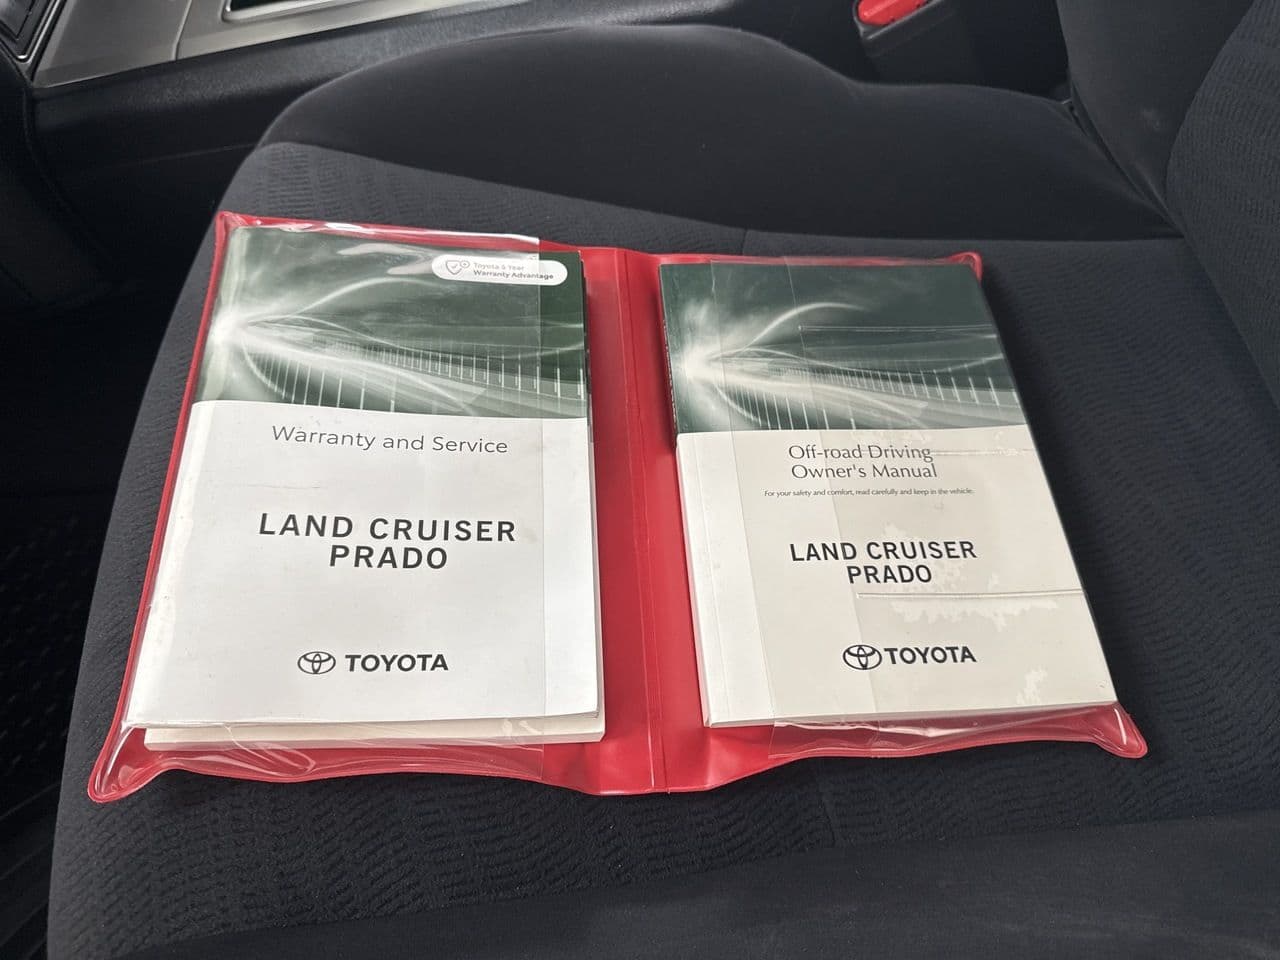 Toyota 5 Year
Warranty Advantage
Warranty and Service
LAND CRUISER
PRADO
TOYOTA
Off-road Driving
Owner's Manual
For your safety and comfort, read carefully and keep in the vehicle.
LAND CRUISER
PRADO
TOYOTA